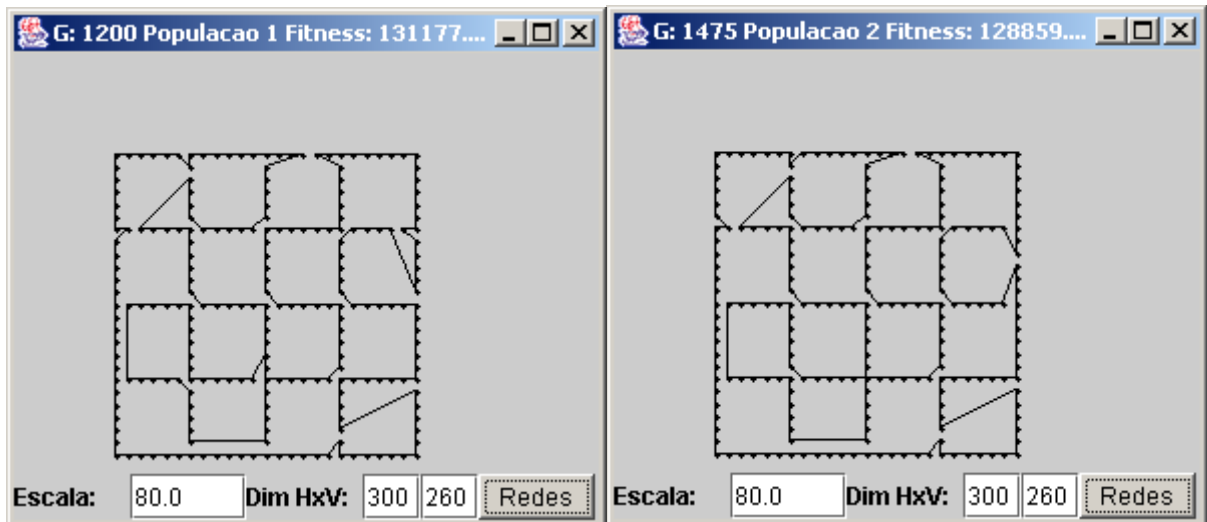 G: 1200 Populacao 1 Fitness: 131177....
Escala: 80.0 Dim HxV: 300 260 Redes
G: 1475 Populacao 2 Fitness: 128859....
Escala: 80.0 Dim HxV: 300 260 Redes